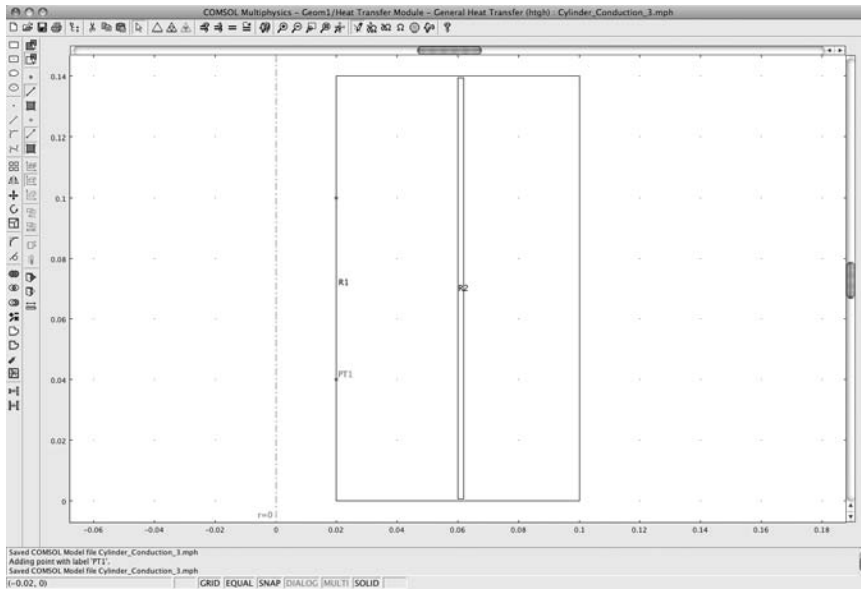 COMSOL Multiphysics - Geom1/Heat Transfer Module - General Heat Transfer (htgh) : Cylinder_Conduction_3.mph
0.14
0.12
0.1
R1
0.08
R2
0.06
PT1
0.04
0.02
0
r=0
-0.06 -0.04 -0.02 0 0.02 0.04 0.06 0.08 0.1 0.12 0.14 0.16 0.18
Saved COMSOL Model file Cylinder_Conduction_3.mph
Adding point with label 'PT1'.
Saved COMSOL Model file Cylinder_Conduction_3.mph
(-0.02, 0) GRID EQUAL SNAP DIALOG MULTI SOLID